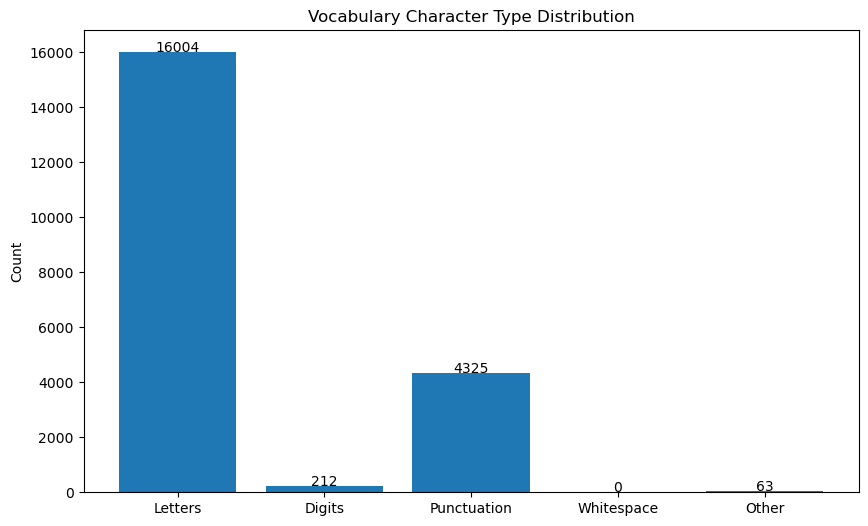 Vocabulary Character Type Distribution
16000
14000
12000
10000
8000
6000
4000
2000
0
Count
16004
212
4325
0
63
Letters
Digits
Punctuation
Whitespace
Other